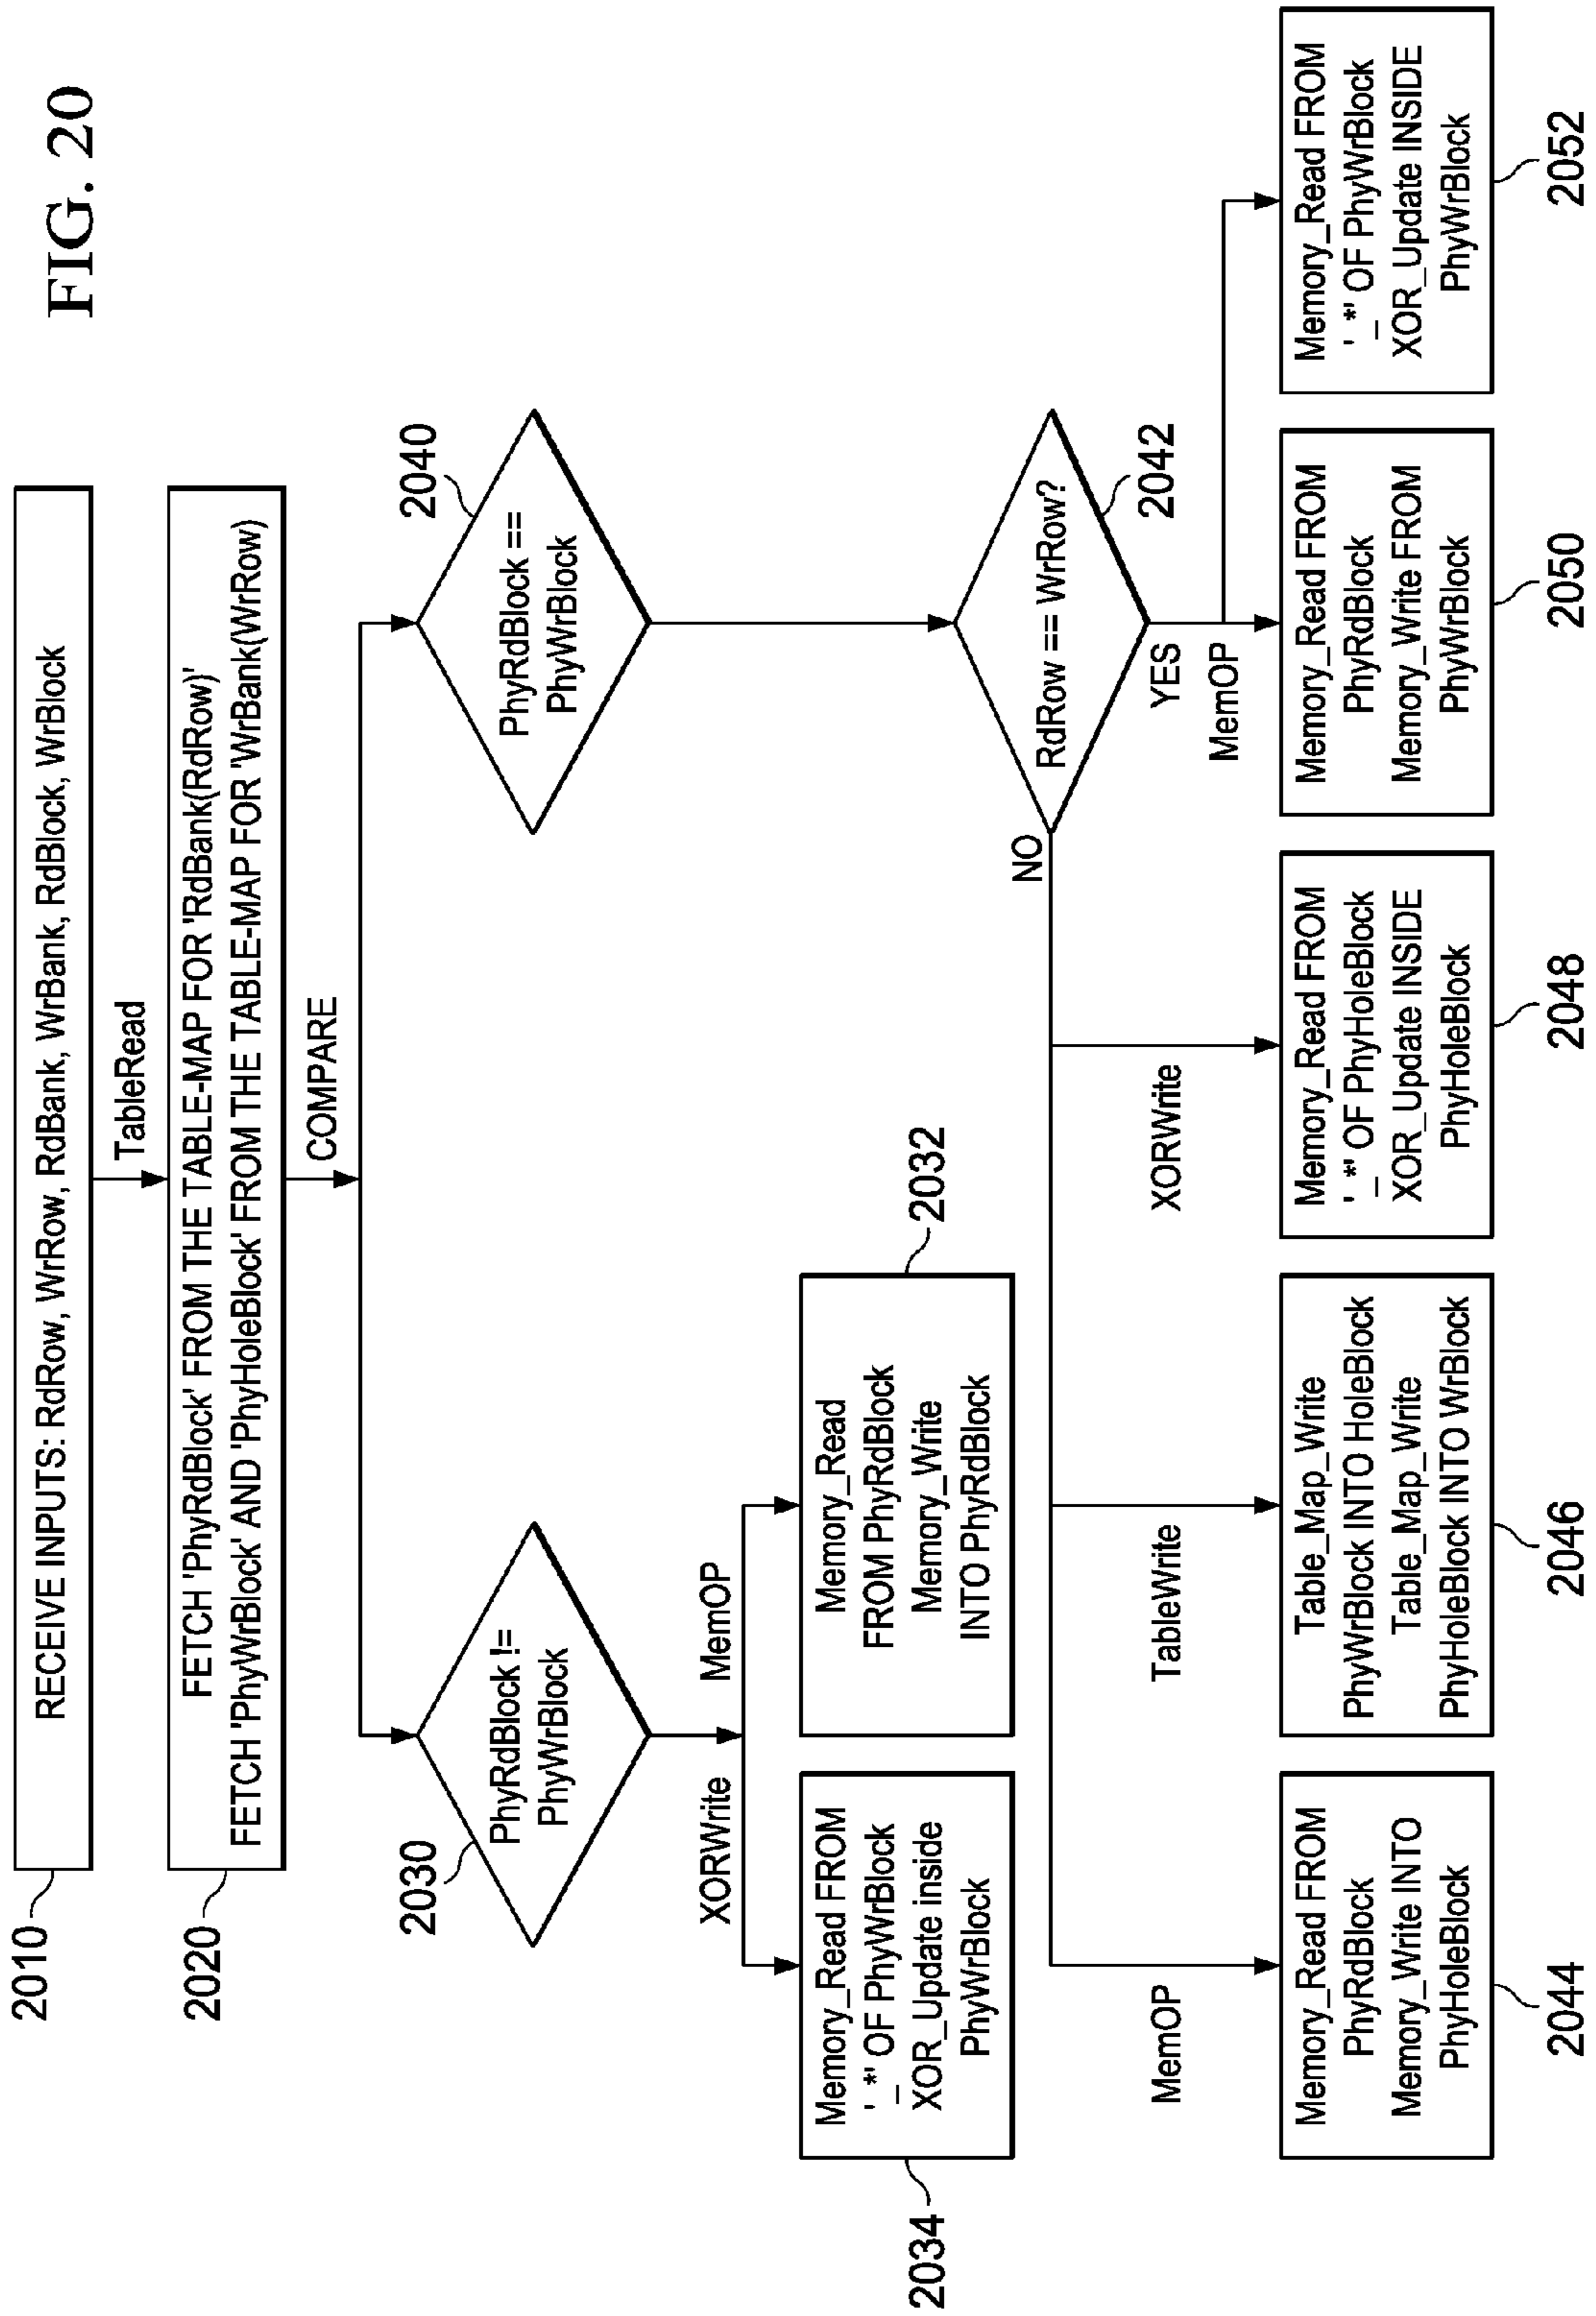 FIG. 20
2010
RECEIVE INPUTS: RdRow, WrRow, RdBank, WrBank, RdBlock, WrBlock
TableRead
2020
FETCH 'PhyRdBlock' FROM THE TABLE-MAP FOR 'RdBank(RdRow)'
FETCH 'PhyWrBlock' AND 'PhyHoleBlock' FROM THE TABLE-MAP FOR 'WrBank(WrRow)
COMPARE
2030
PhyRdBlock !=
PhyWrBlock
2040
PhyRdBlock ==
PhyWrBlock
XORWrite
MemOP
2034
Memory_Read FROM
'_*' OF PhyWrBlock
XOR_Update inside
PhyWrBlock
2032
Memory_Read
FROM PhyRdBlock
Memory_Write
INTO PhyRdBlock
RdRow == WrRow?
2042
NO
YES
MemOP
MemOP
TableWrite
XORWrite
Memory_Read FROM
PhyRdBlock
Memory_Write INTO
PhyHoleBlock
2044
Table_Map_Write
PhyWrBlock INTO HoleBlock
Table_Map_Write
PhyHoleBlock INTO WrBlock
2046
Memory_Read FROM
'_*' OF PhyHoleBlock
XOR_Update INSIDE
PhyHoleBlock
2048
Memory_Read FROM
PhyRdBlock
Memory_Write FROM
PhyWrBlock
2050
Memory_Read FROM
'_*' OF PhyWrBlock
XOR_Update INSIDE
PhyWrBlock
2052